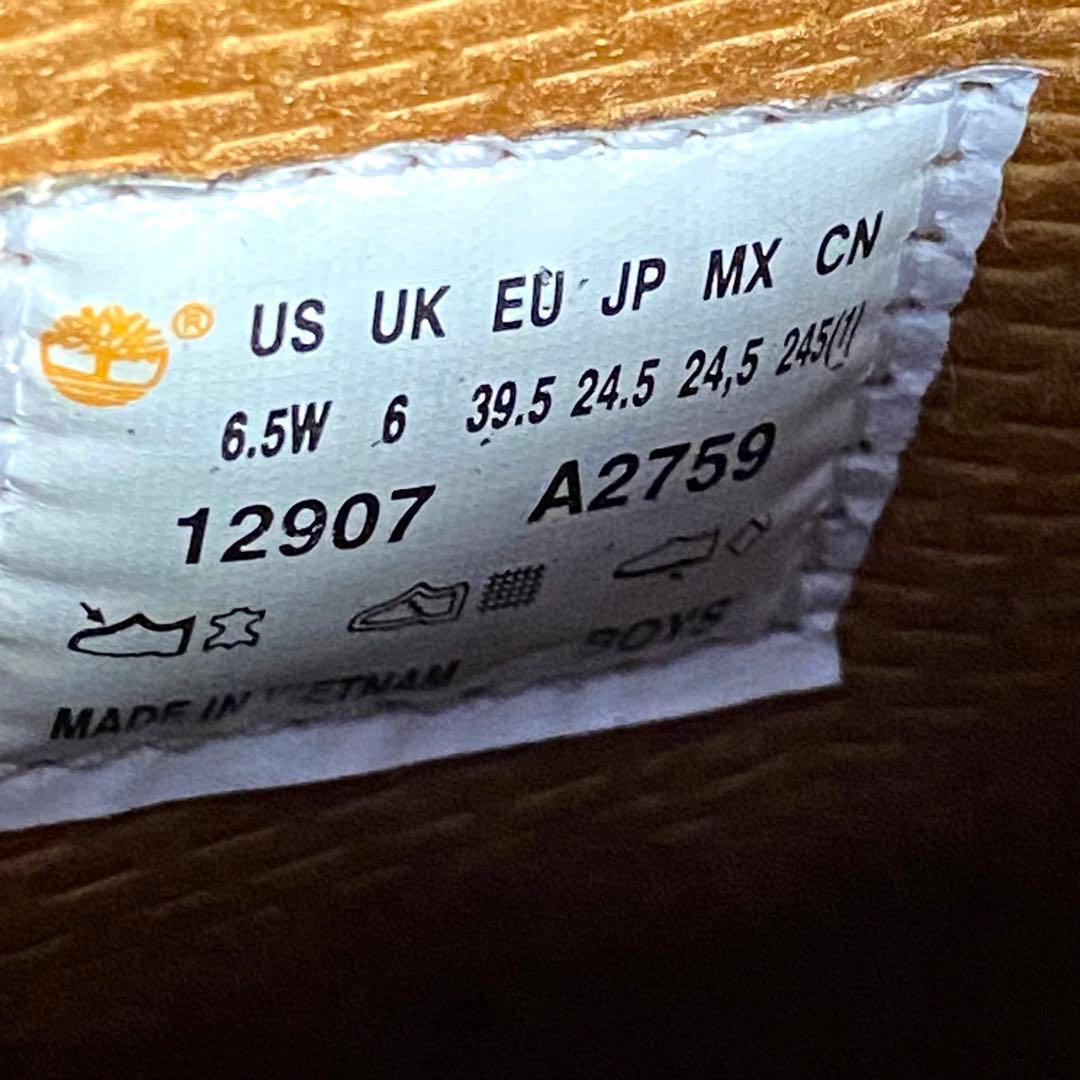 ® US UK EU JP MX CN
6.5W 6 39.5 24.5 24,5 245(1)
12907 A2759
MADE IN VIETNAM BOYS